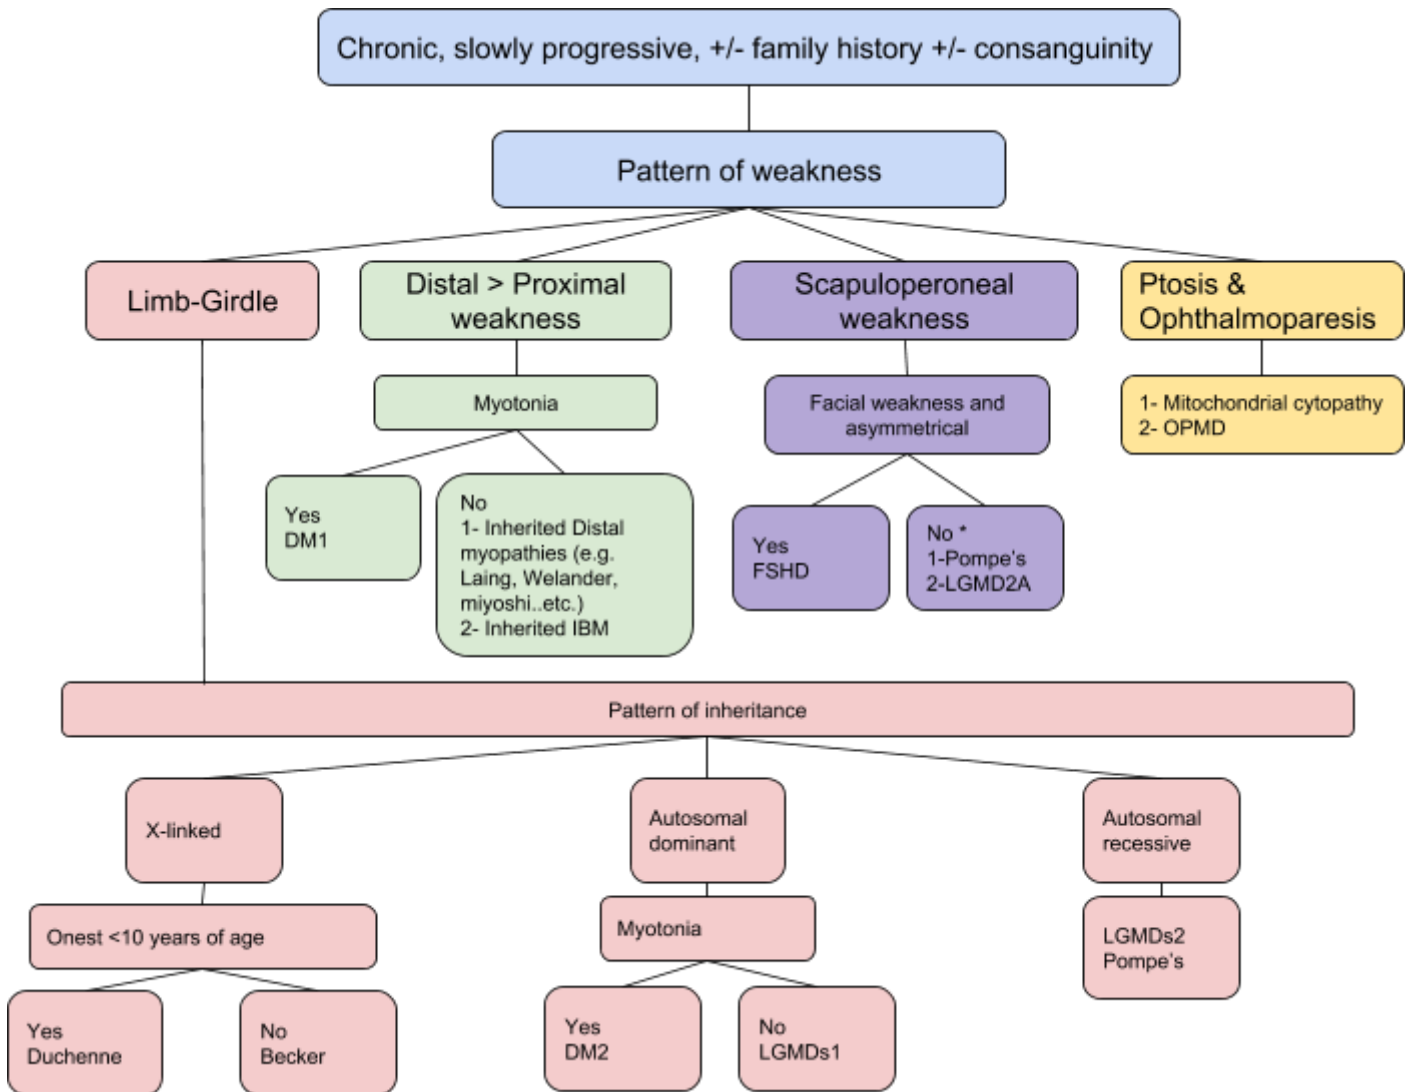 Chronic, slowly progressive, +/- family history +/- consanguinity
Pattern of weakness
Limb-Girdle
Distal > Proximal
weakness
Scapuloperoneal
weakness
Ptosis &
Ophthalmoparesis
Myotonia
Facial weakness and
asymmetrical
1- Mitochondrial cytopathy
2- OPMD
Yes
DM1
No
1- Inherited Distal
myopathies (e.g.
Laing, Welander,
miyoshi..etc.)
2- Inherited IBM
Yes
FSHD
No *
1-Pompe's
2-LGMD2A
Pattern of inheritance
X-linked
Autosomal
dominant
Autosomal
recessive
Onest <10 years of age
Myotonia
LGMDs2
Pompe's
Yes
Duchenne
No
Becker
Yes
DM2
No
LGMDs1